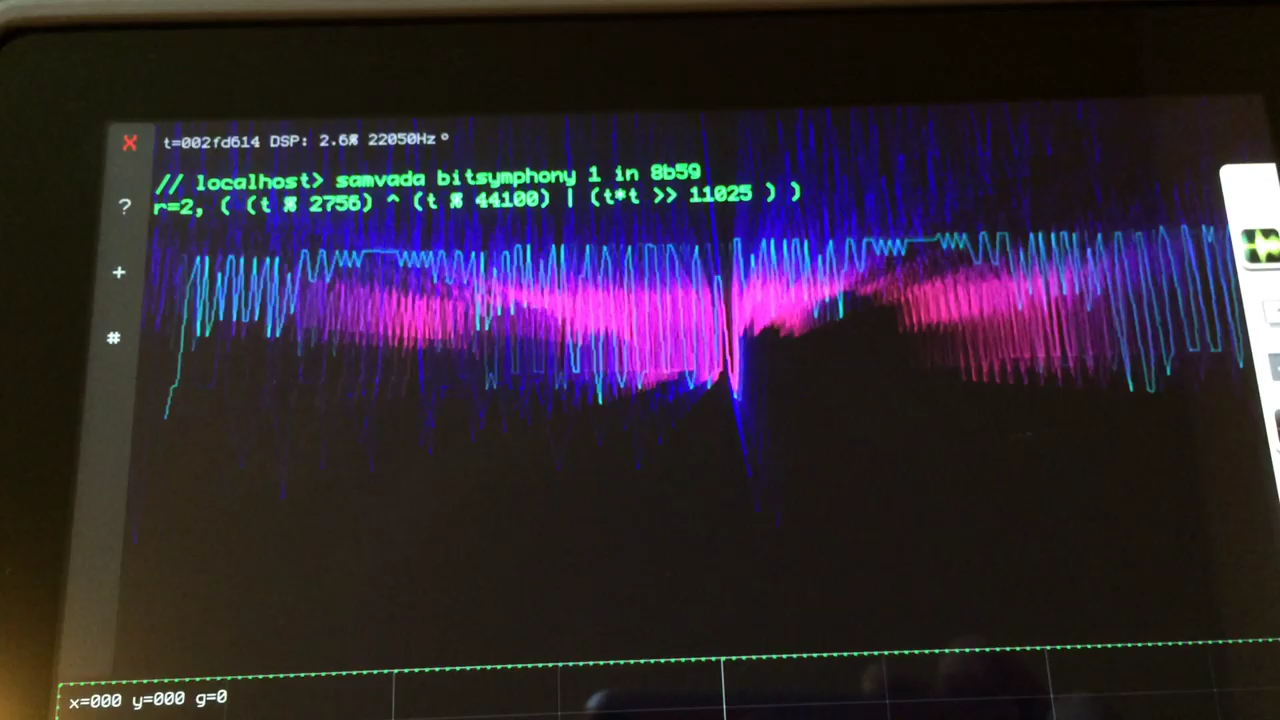 X t=002fd614 DSP: 2.6% 22050Hz°
// localhost> samvada bitsymphony 1 in 8b59
? r=2, ( (t % 2756) ^ (t % 44100) | (t*t >> 11025 ) )
+
#
x=000 y=000 g=0